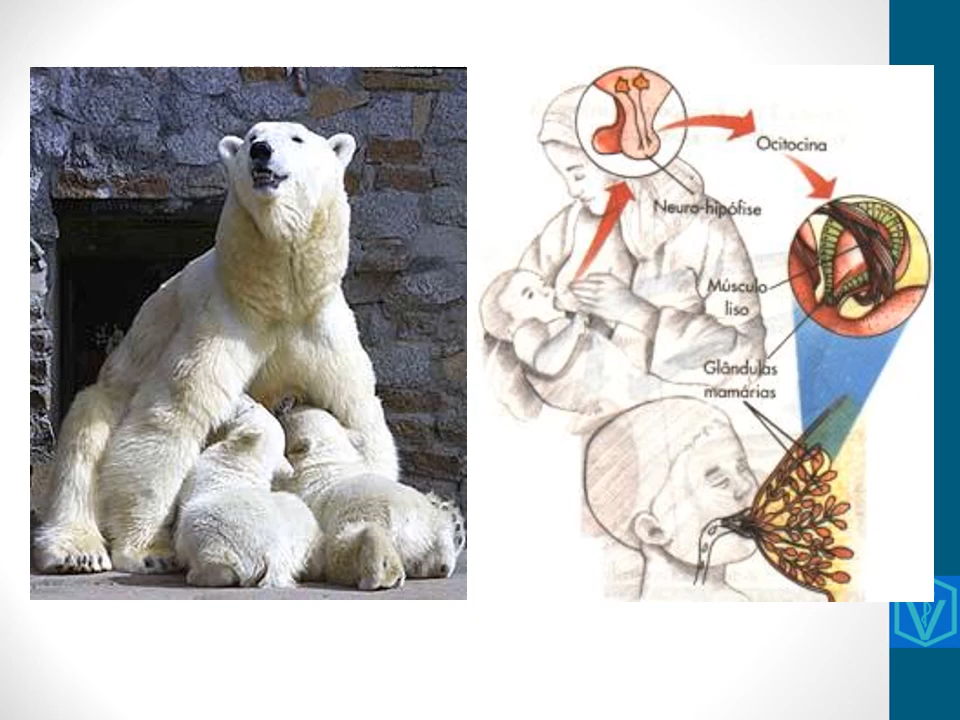 Ocitocina
Neuro-hipófise
Músculo
liso
Glândulas
mamárias